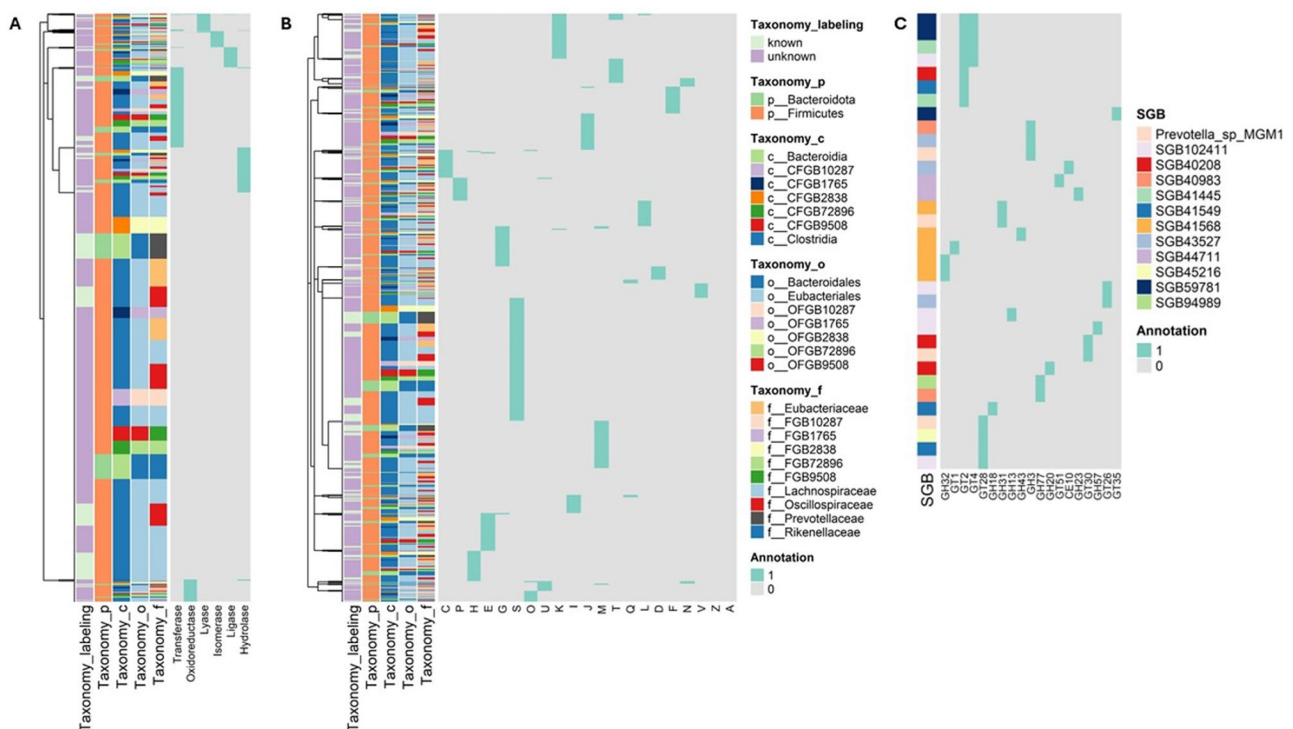 A
B
C
Taxonomy_labeling
Taxonomy_p
Taxonomy_c
Taxonomy_o
Taxonomy_f
Transferase
Oxidoreductase
Lyase
Isomerase
Ligase
Hydrolase
Taxonomy_labeling
Taxonomy_p
Taxonomy_c
Taxonomy_o
Taxonomy_f
C
P
H
E
G
S
O
U
K
I
J
M
T
Q
L
D
F
N
V
Z
A
Taxonomy_labeling
known
unknown
Taxonomy_p
p__Bacteroidota
p__Firmicutes
Taxonomy_c
c__Bacteroidia
c__CFGB10287
c__CFGB1765
c__CFGB2838
c__CFGB72896
c__CFGB9508
c__Clostridia
Taxonomy_o
o__Bacteroidales
o__Eubacteriales
o__OFGB10287
o__OFGB1765
o__OFGB2838
o__OFGB72896
o__OFGB9508
Taxonomy_f
f__Eubacteriaceae
f__FGB10287
f__FGB1765
f__FGB2838
f__FGB72896
f__FGB9508
f__Lachnospiraceae
f__Oscillospiraceae
f__Prevotellaceae
f__Rikenellaceae
Annotation
1
0
SGB
GH32
GT1
GT2
GT4
GT28
GH18
GH31
GH13
GH43
GH3
GH77
GH20
GT51
CE10
GH23
GT30
GH57
GT26
GT35
SGB
Prevotella_sp_MGM1
SGB102411
SGB40208
SGB40983
SGB41445
SGB41549
SGB41568
SGB43527
SGB44711
SGB45216
SGB59781
SGB94989
Annotation
1
0